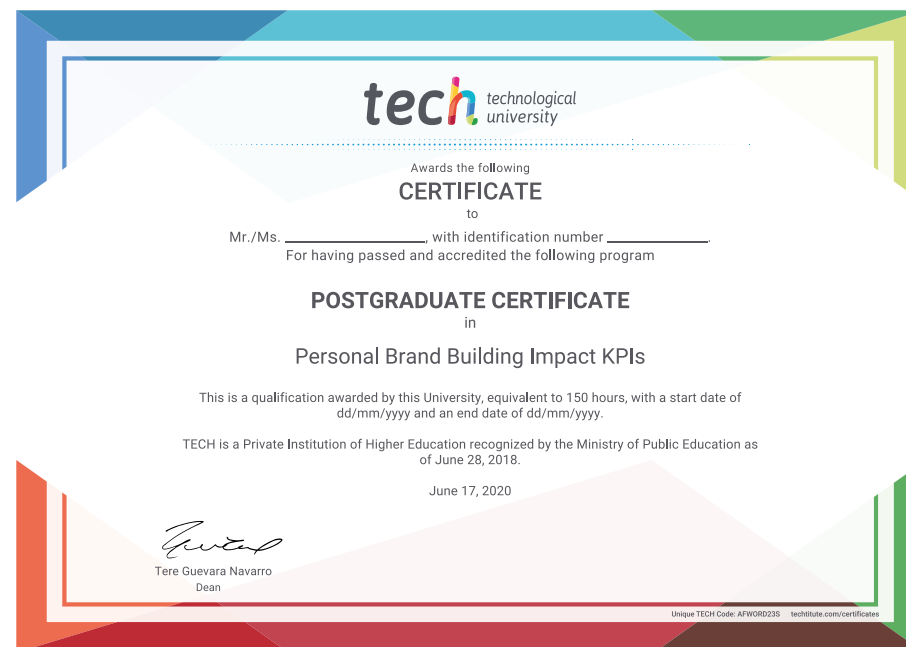 tech technological
university
Awards the following
CERTIFICATE
to
Mr./Ms. ____________________, with identification number __________________.
For having passed and accredited the following program
POSTGRADUATE CERTIFICATE
in
Personal Brand Building Impact KPIs
This is a qualification awarded by this University, equivalent to 150 hours, with a start date of
dd/mm/yyyy and an end date of dd/mm/yyyy.
TECH is a Private Institution of Higher Education recognized by the Ministry of Public Education as
of June 28, 2018.
June 17, 2020
Tere Guevara Navarro
Dean
Unique TECH Code: AFWORD23S techtitute.com/certificates